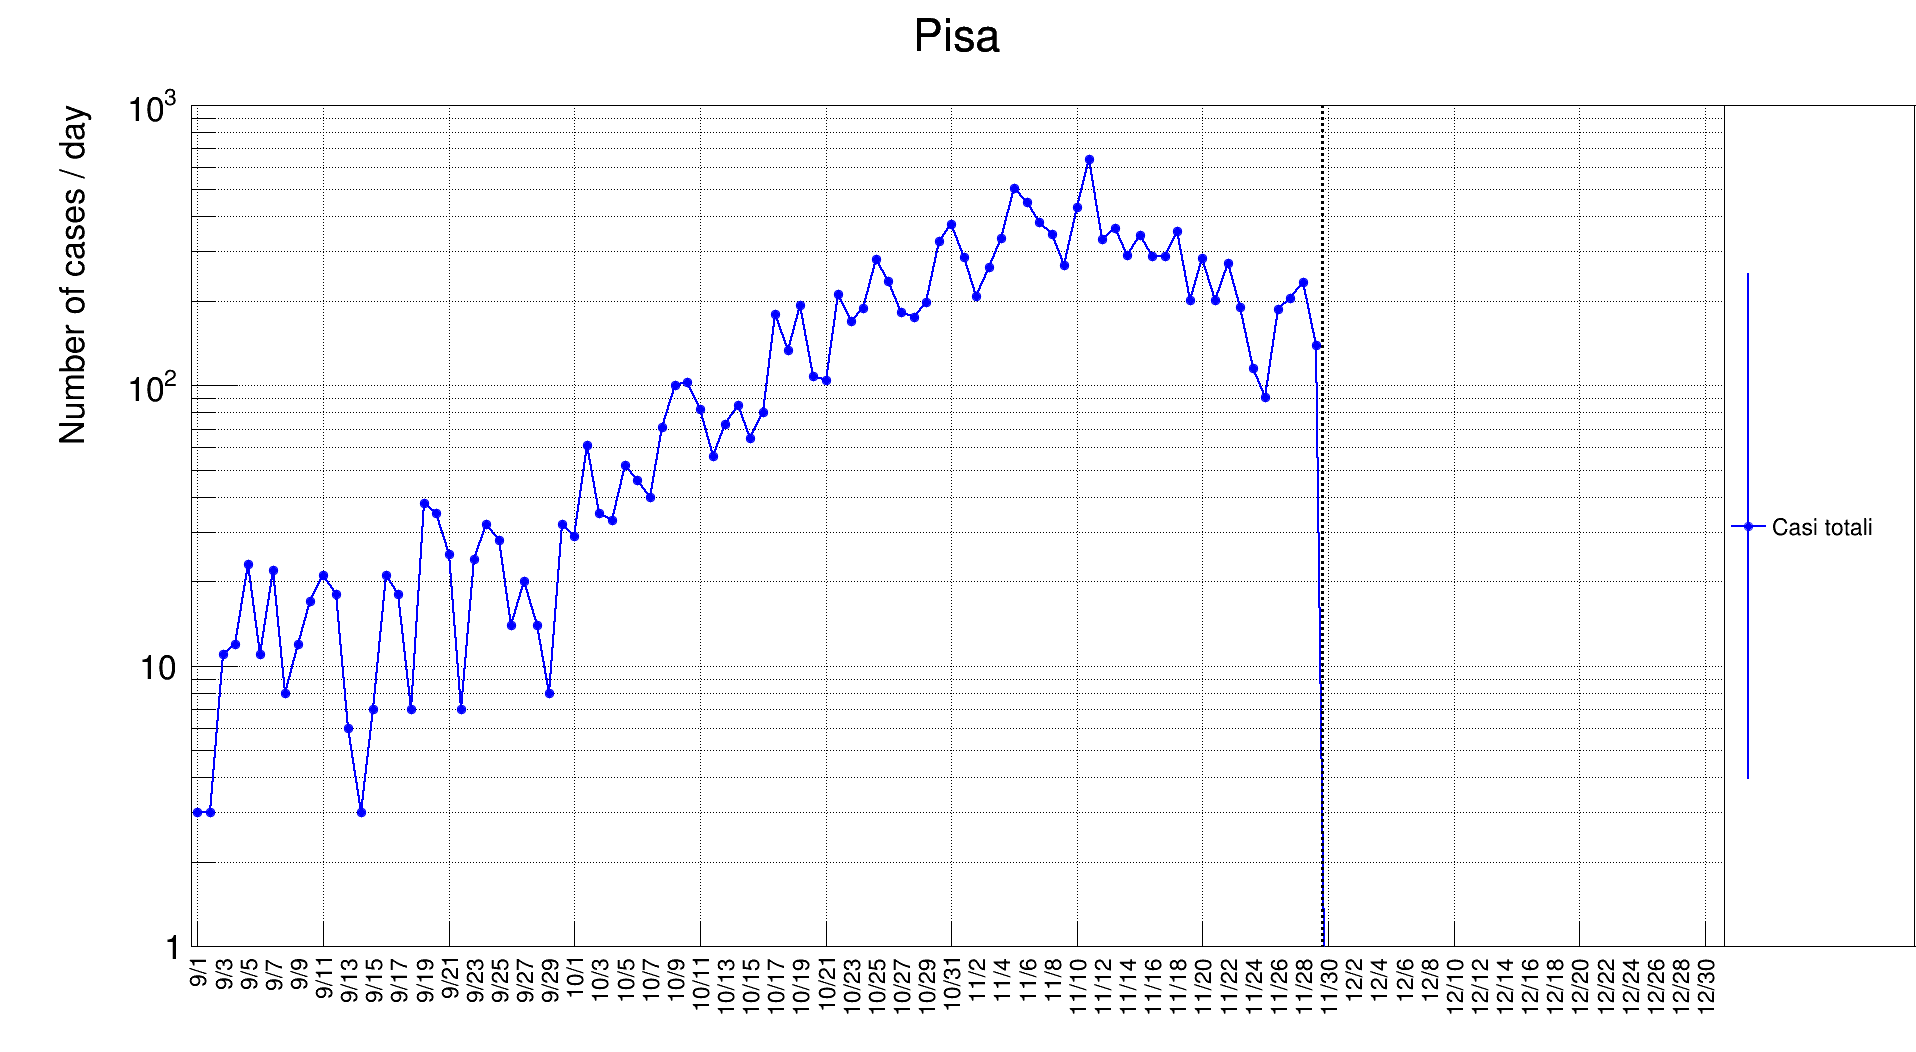 Pisa
Number of cases / day
10³
10²
10
1
9/1 9/3 9/5 9/7 9/9 9/11 9/13 9/15 9/17 9/19 9/21 9/23 9/25 9/27 9/29 10/1 10/3 10/5 10/7 10/9 10/11 10/13 10/15 10/17 10/19 10/21 10/23 10/25 10/27 10/29 10/31 11/2 11/4 11/6 11/8 11/10 11/12 11/14 11/16 11/18 11/20 11/22 11/24 11/26 11/28 11/30 12/2 12/4 12/6 12/8 12/10 12/12 12/14 12/16 12/18 12/20 12/22 12/24 12/26 12/28 12/30
Casi totali